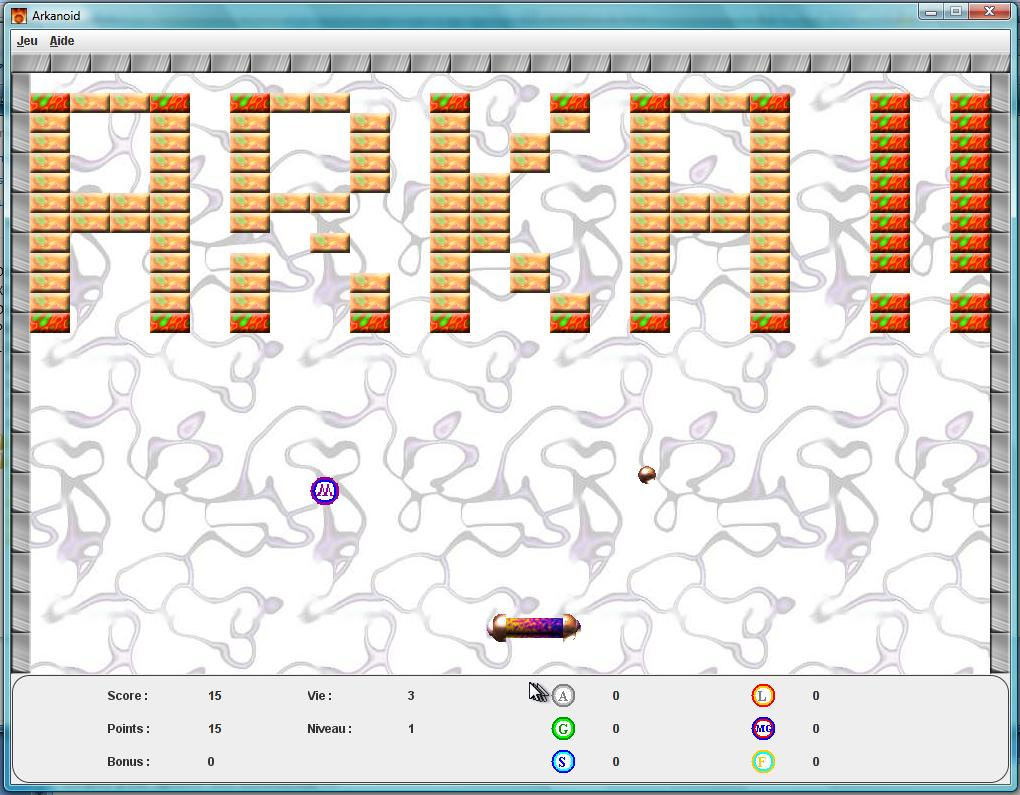 Arkanoid
Jeu Aide
ARKA!!
M
Score : 15 Vie : 3 A 0 L 0
Points : 15 Niveau : 1 G 0 MG 0
Bonus : 0 S 0 F 0